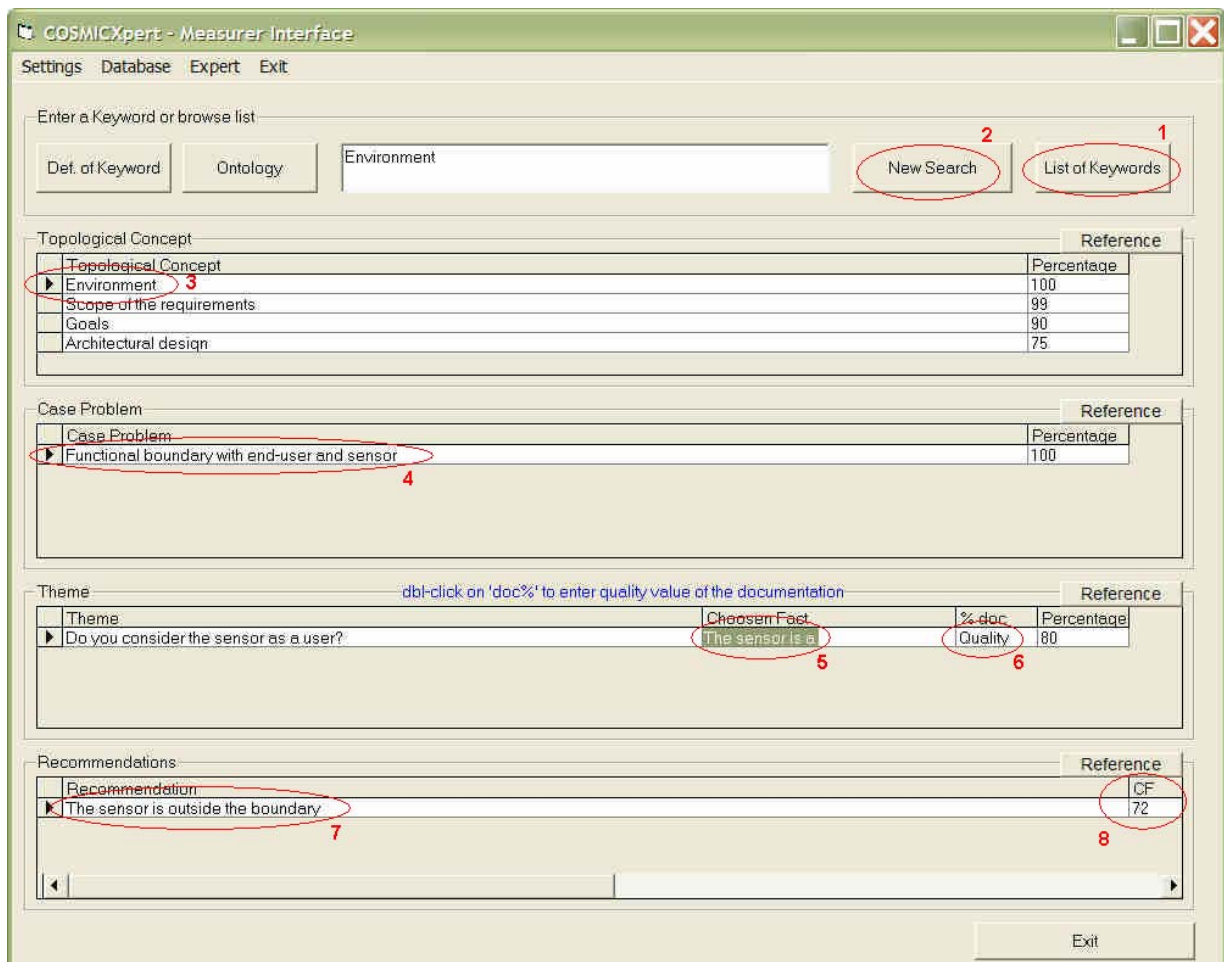 COSMICXpert - Measurer Interface
Settings Database Expert Exit
Enter a Keyword or browse list
2 1
Def. of Keyword Ontology Environment New Search List of Keywords
Topological Concept Reference
Topological Concept Percentage
Environment 3 100
Scope of the requirements 99
Goals 90
Architectural design 75
Case Problem Reference
Case Problem Percentage
Functional boundary with end-user and sensor 100
4
Theme dbl-click on 'doc%' to enter quality value of the documentation Reference
Theme Choosen Fact % doc Percentage
Do you consider the sensor as a user? The sensor is a Quality 80
5 6
Recommendations Reference
Recommendation CF
The sensor is outside the boundary 72
7 8
Exit